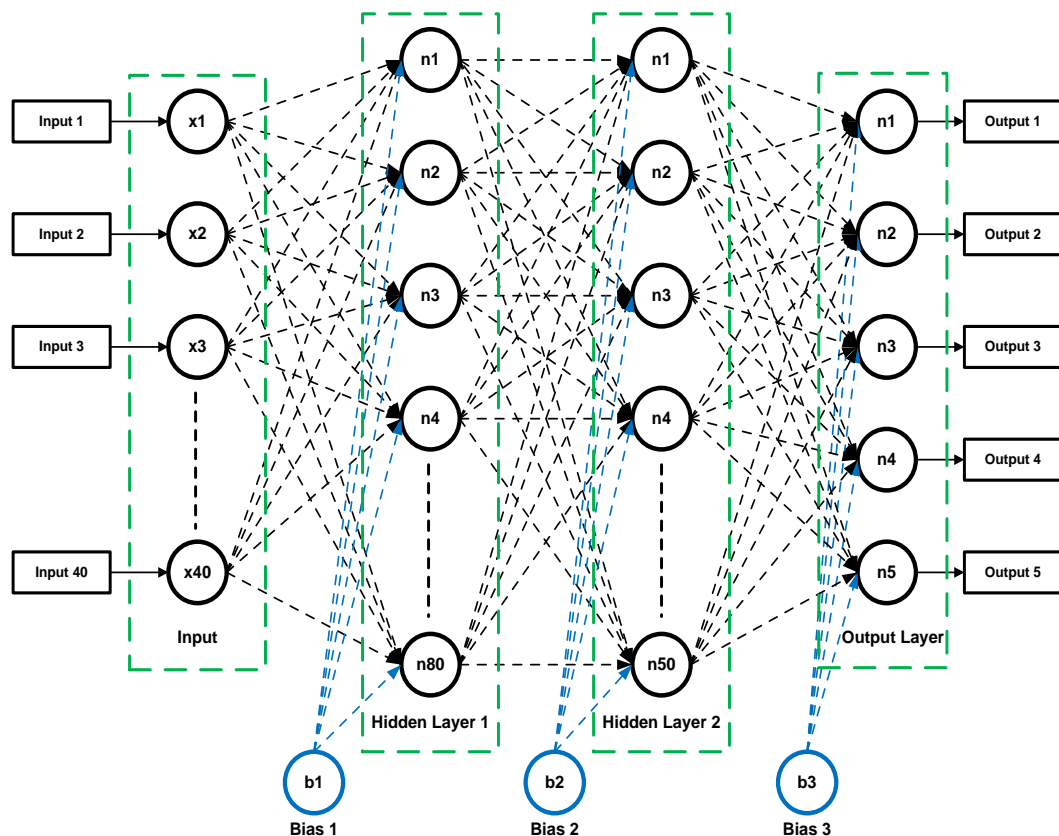 Input 1
Input 2
Input 3
Input 40
x1
x2
x3
x40
Input
n1
n2
n3
n4
n80
Hidden Layer 1
n1
n2
n3
n4
n50
Hidden Layer 2
n1
n2
n3
n4
n5
Output Layer
Output 1
Output 2
Output 3
Output 4
Output 5
b1
Bias 1
b2
Bias 2
b3
Bias 3